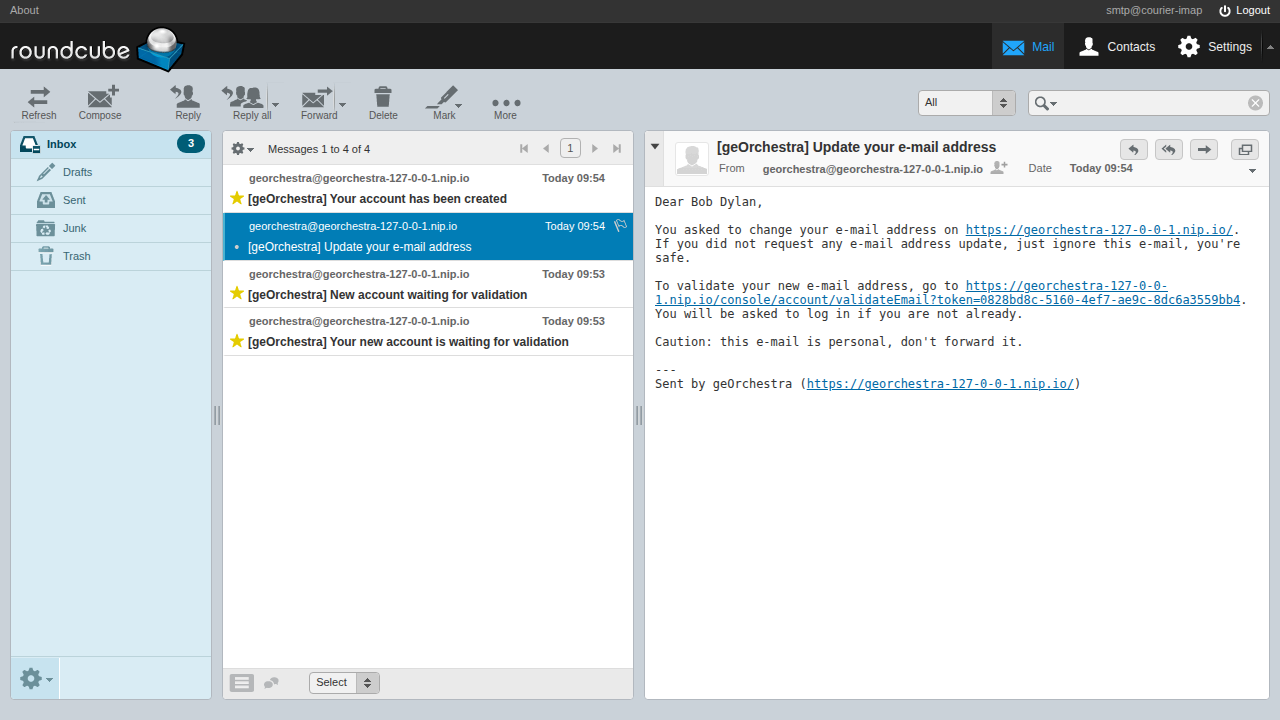 About
smtp@courier-imap
Logout
roundcube
Mail
Contacts
Settings
Refresh
Compose
Reply
Reply all
Forward
Delete
Mark
More
All
Inbox
3
Drafts
Sent
Junk
Trash
Messages 1 to 4 of 4
1
georchestra@georchestra-127-0-0-1.nip.io Today 09:54
[geOrchestra] Your account has been created
georchestra@georchestra-127-0-0-1.nip.io Today 09:54
[geOrchestra] Update your e-mail address
georchestra@georchestra-127-0-0-1.nip.io Today 09:53
[geOrchestra] New account waiting for validation
georchestra@georchestra-127-0-0-1.nip.io Today 09:53
[geOrchestra] Your new account is waiting for validation
Select
[geOrchestra] Update your e-mail address
From georchestra@georchestra-127-0-0-1.nip.io Date Today 09:54
Dear Bob Dylan,
You asked to change your e-mail address on https://georchestra-127-0-0-1.nip.io/.
If you did not request any e-mail address update, just ignore this e-mail, you're
safe.
To validate your new e-mail address, go to https://georchestra-127-0-0-
1.nip.io/console/account/validateEmail?token=0828bd8c-5160-4ef7-ae9c-8dc6a3559bb4.
You will be asked to log in if you are not already.
Caution: this e-mail is personal, don't forward it.
---
Sent by geOrchestra (https://georchestra-127-0-0-1.nip.io/)